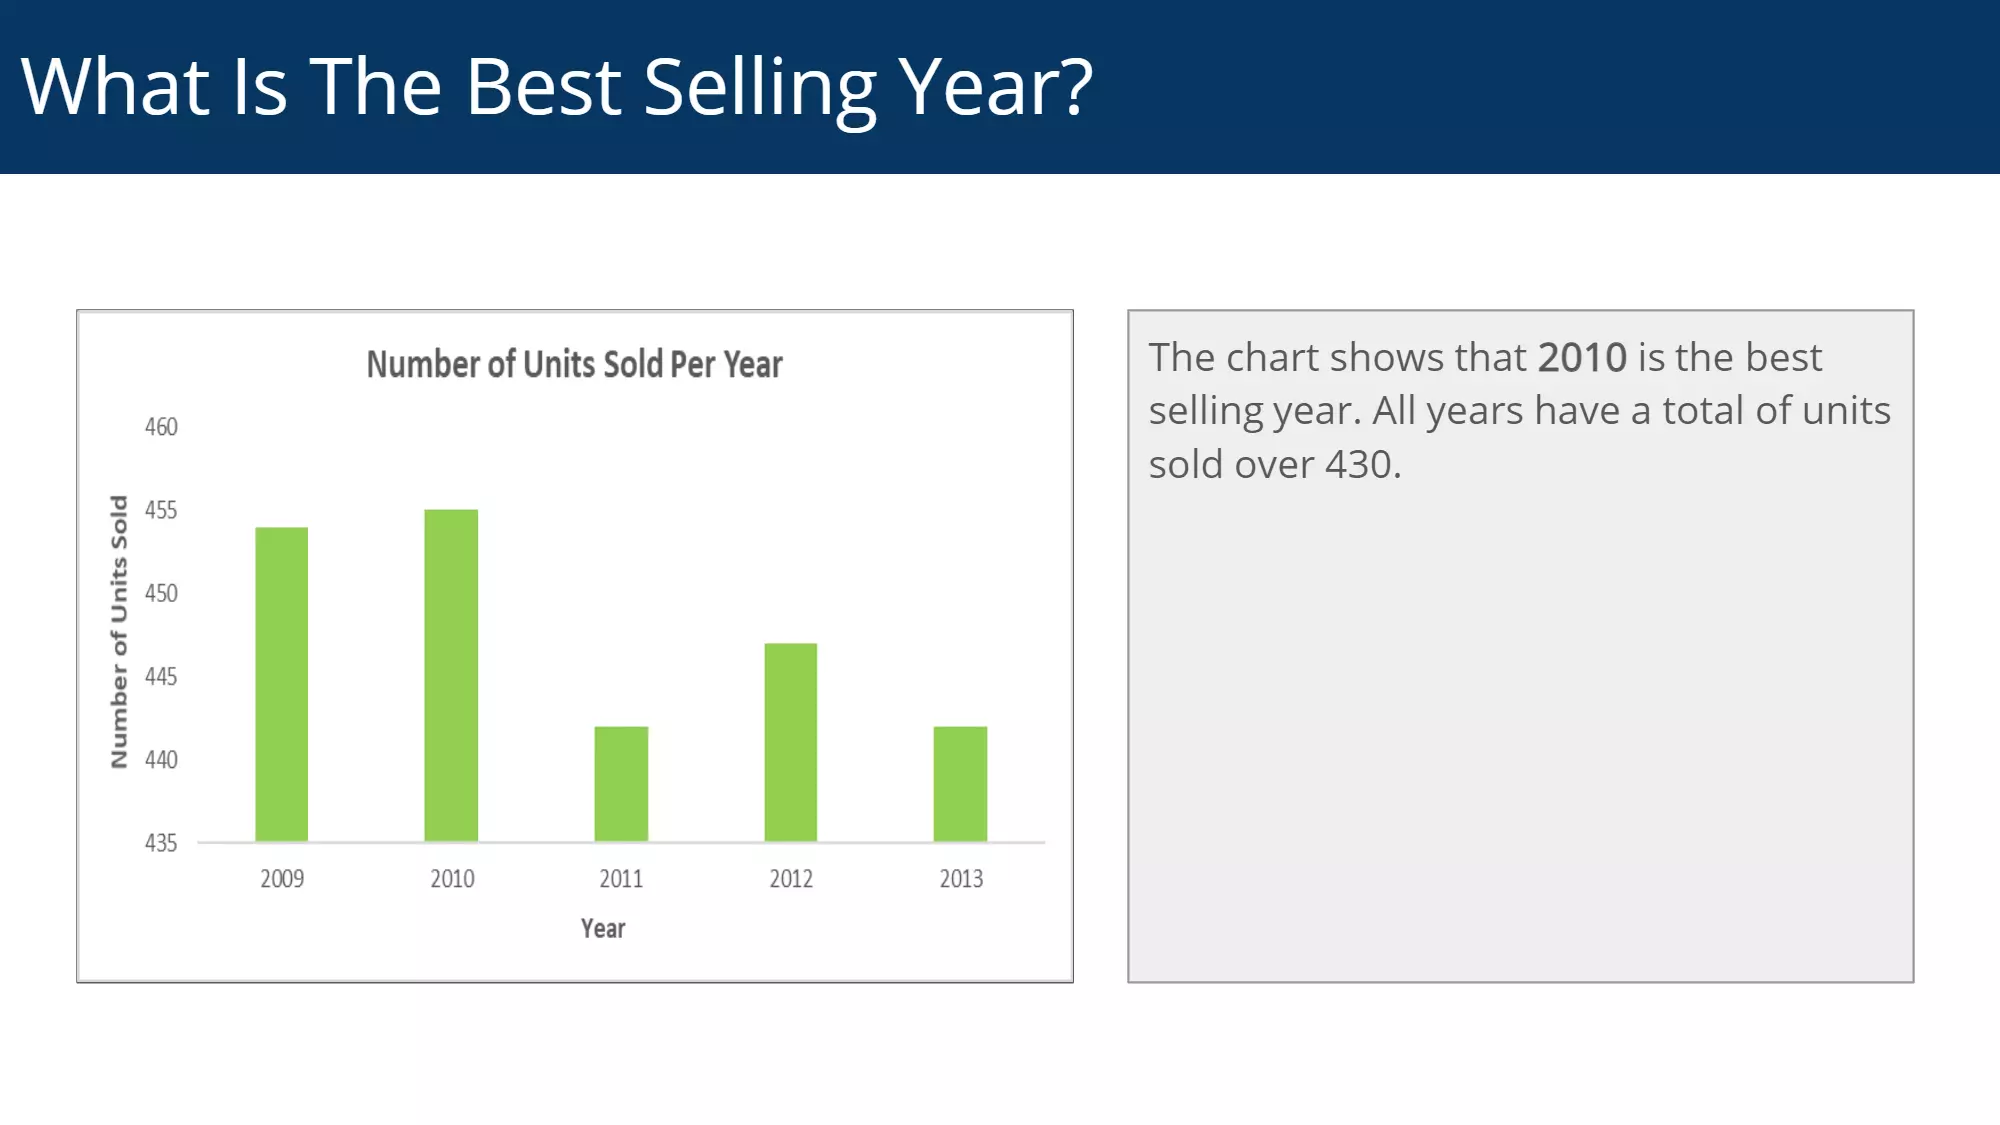 What Is The Best Selling Year?
Number of Units Sold Per Year
460
455
450
445
440
435
Number of Units Sold
2009 2010 2011 2012 2013
Year
The chart shows that 2010 is the best
selling year. All years have a total of units
sold over 430.